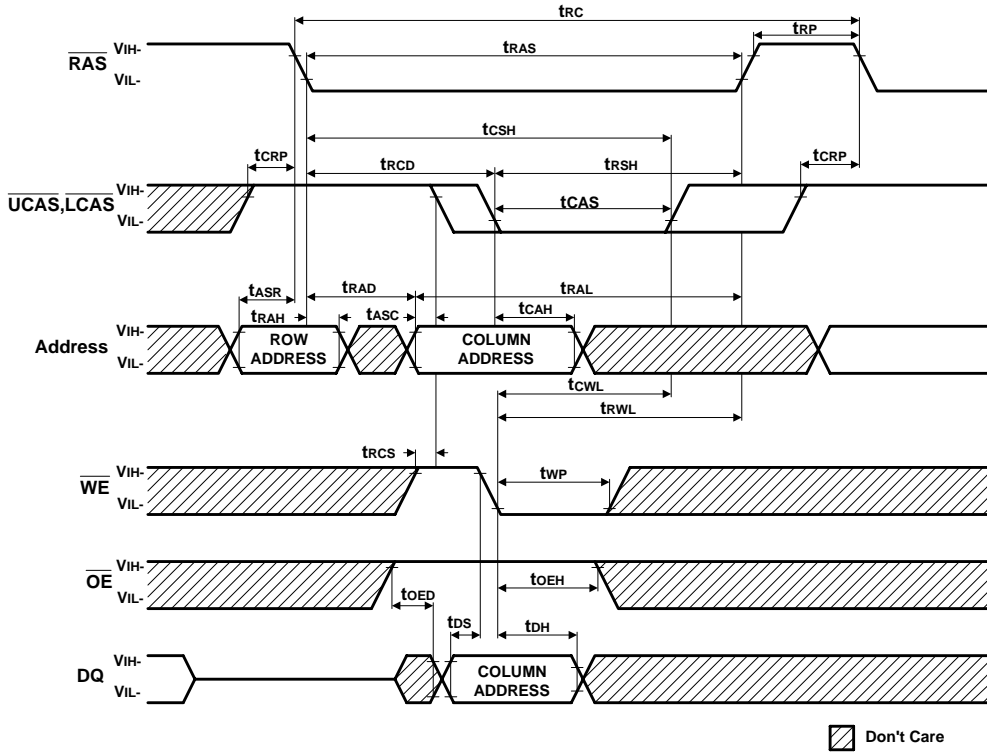 tRC
tRP
VIH-
RAS
VIL-
tRAS
tCSH
tCRP
tRCD
tRSH
tCRP
VIH-
UCAS,LCAS
VIL-
tCAS
tASR
tRAD
tRAL
tRAH
tASC
tCAH
VIH-
Address
VIL-
ROW
ADDRESS
COLUMN
ADDRESS
tCWL
tRWL
tRCS
VIH-
WE
VIL-
tWP
VIH-
OE
VIL-
tOED
tOEH
tDS
tDH
VIH-
DQ
VIL-
COLUMN
ADDRESS
Don't Care